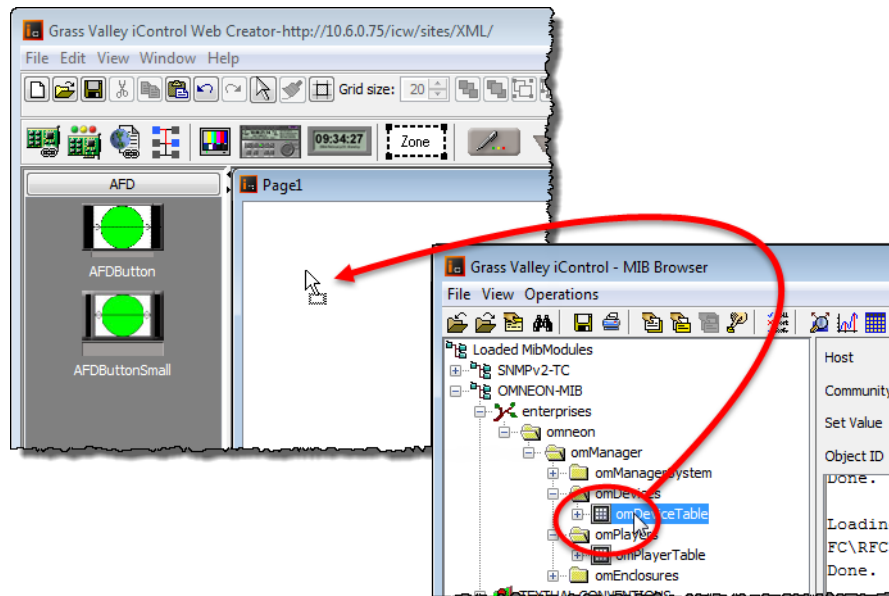 Grass Valley iControl Web Creator-http://10.6.0.75/icw/sites/XML/
File Edit View Window Help
Grid size: 20
09:34:27
Zone
AFD
Page1
AFDButton
AFDButtonSmall
Grass Valley iControl - MIB Browser
File View Operations
Loaded MibModules
SNMPv2-TC
OMNEON-MIB
enterprises
omneon
omManager
omManagerSystem
omDevices
omDeviceTable
omPlayers
omPlayerTable
omEnclosures
TEXTUAL-CONVENTIONS
Host
Community
Set Value
Object ID
Done.
Loadin
FC\RFC
Done.